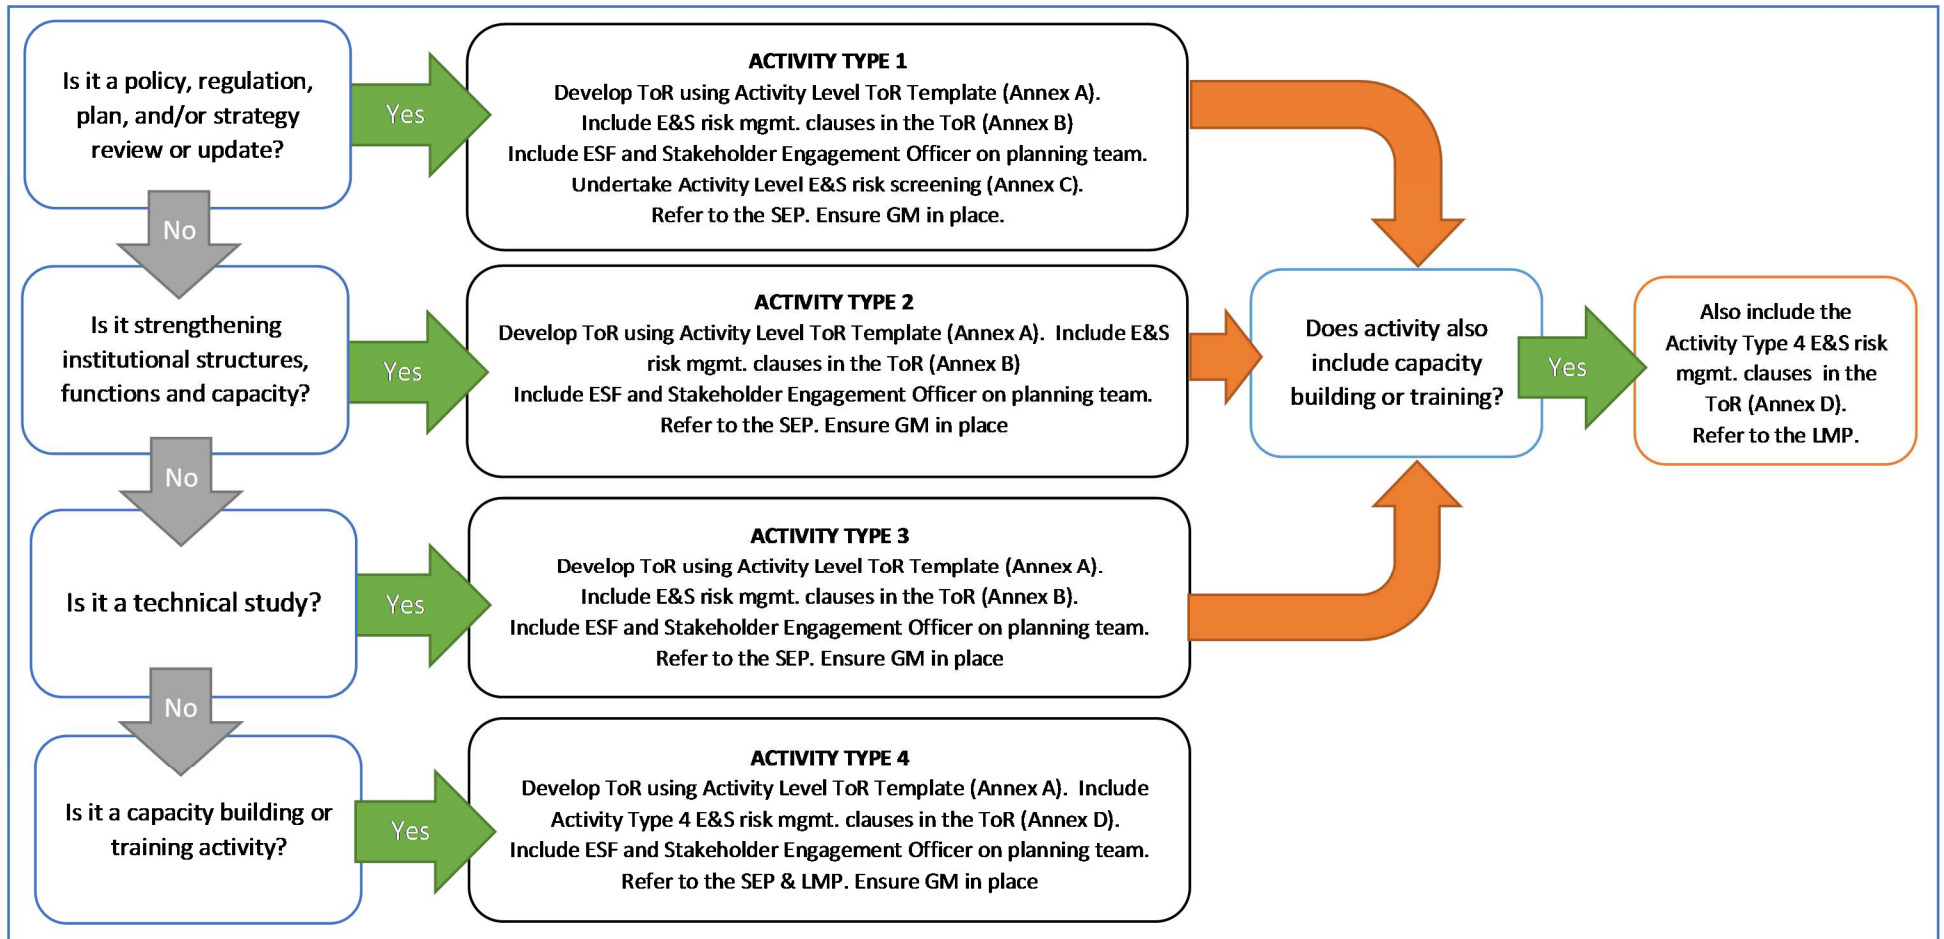 Is it a policy, regulation,
plan, and/or strategy
review or update?
Yes
ACTIVITY TYPE 1
Develop ToR using Activity Level ToR Template (Annex A).
Include E&S risk mgmt. clauses in the ToR (Annex B)
Include ESF and Stakeholder Engagement Officer on planning team.
Undertake Activity Level E&S risk screening (Annex C).
Refer to the SEP. Ensure GM in place.
No
Is it strengthening
institutional structures,
functions and capacity?
Yes
ACTIVITY TYPE 2
Develop ToR using Activity Level ToR Template (Annex A).  Include E&S
risk mgmt. clauses in the ToR (Annex B)
Include ESF and Stakeholder Engagement Officer on planning team.
Refer to the SEP. Ensure GM in place
Does activity also
include capacity
building or training?
Yes
Also include the
Activity Type 4 E&S risk
mgmt. clauses  in the
ToR (Annex D).
Refer to the LMP.
No
Is it a technical study?
Yes
ACTIVITY TYPE 3
Develop ToR using Activity Level ToR Template (Annex A).
Include E&S risk mgmt. clauses in the ToR (Annex B).
Include ESF and Stakeholder Engagement Officer on planning team.
Refer to the SEP. Ensure GM in place
No
Is it a capacity building or
training activity?
Yes
ACTIVITY TYPE 4
Develop ToR using Activity Level ToR Template (Annex A).  Include
Activity Type 4 E&S risk mgmt. clauses in the ToR (Annex D).
Include ESF and Stakeholder Engagement Officer on planning team.
Refer to the SEP & LMP. Ensure GM in place